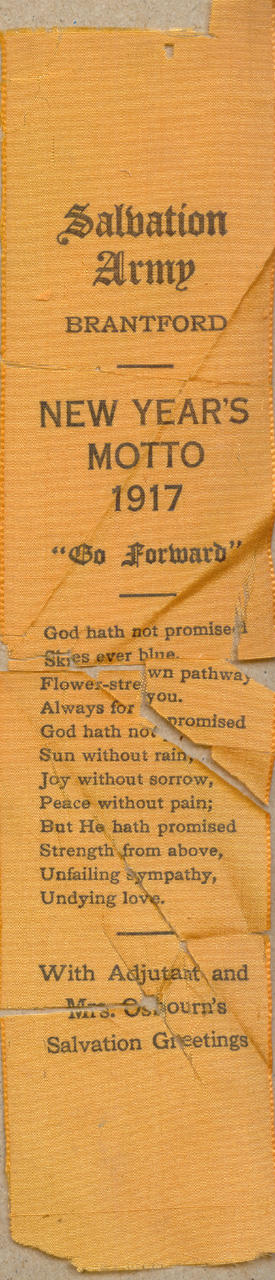 Salvation
Army
BRANTFORD
NEW YEAR'S
MOTTO
1917
"Go Forward"
God hath not promised
Skies ever blue,
Flower-strewn pathway
Always for you.
God hath not promised
Sun without rain,
Joy without sorrow,
Peace without pain;
But He hath promised
Strength from above,
Unfailing sympathy,
Undying love.
With Adjutant and
Mrs. Osbourn's
Salvation Greetings